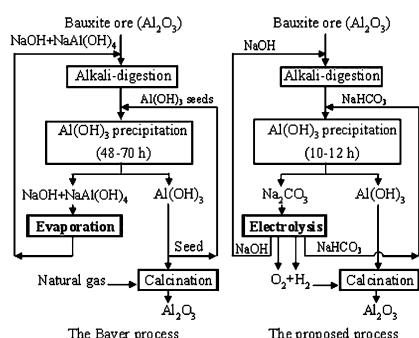 Bauxite ore (Al₂O₃)
NaOH+NaAl(OH)₄
Alkali-digestion
Al(OH)₃ seeds
Al(OH)₃ precipitation
(48-70 h)
NaOH+NaAl(OH)₄
Al(OH)₃
Evaporation
Seed
Natural gas
Calcination
Al₂O₃
The Bayer process
Bauxite ore (Al₂O₃)
NaOH
Alkali-digestion
NaHCO₃
Al(OH)₃ precipitation
(10-12 h)
Na₂CO₃
Al(OH)₃
Electrolysis
NaOH
NaHCO₃
O₂+H₂
Calcination
Al₂O₃
The proposed process